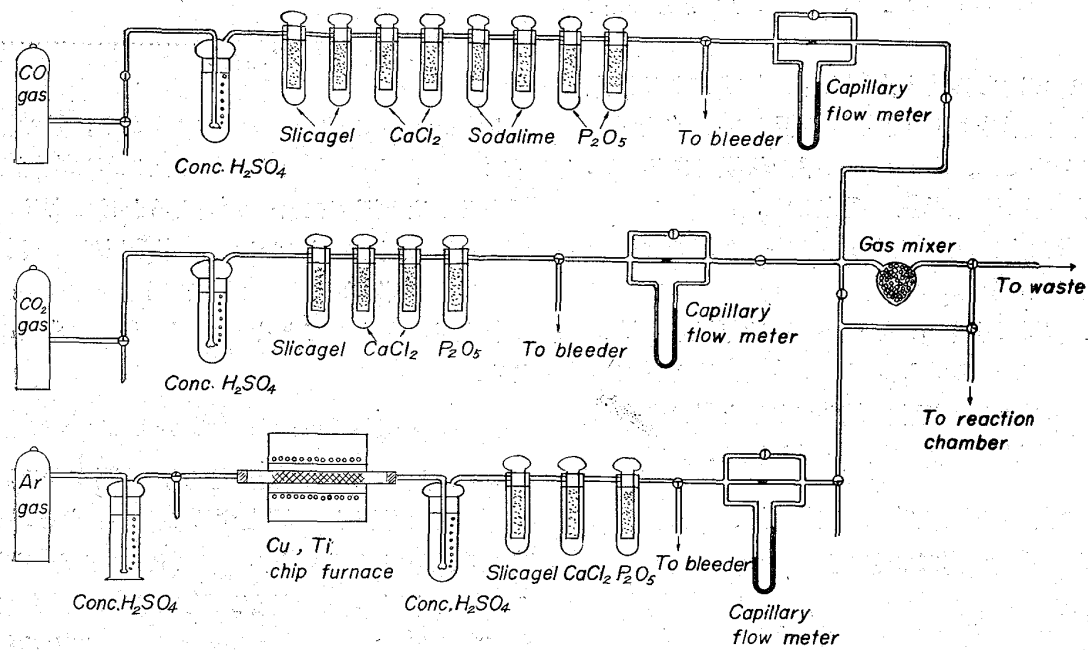 CO
gas
Conc. H₂SO₄
Slicagel
CaCl₂
Sodalime
P₂O₅
To bleeder
Capillary
flow meter
CO₂
gas
Conc. H₂SO₄
Slicagel
CaCl₂
P₂O₅
To bleeder
Capillary
flow meter
Gas mixer
To waste
To reaction
chamber
Ar
gas
Conc. H₂SO₄
Cu, Ti
chip furnace
Conc. H₂SO₄
Slicagel
CaCl₂
P₂O₅
To bleeder
Capillary
flow meter